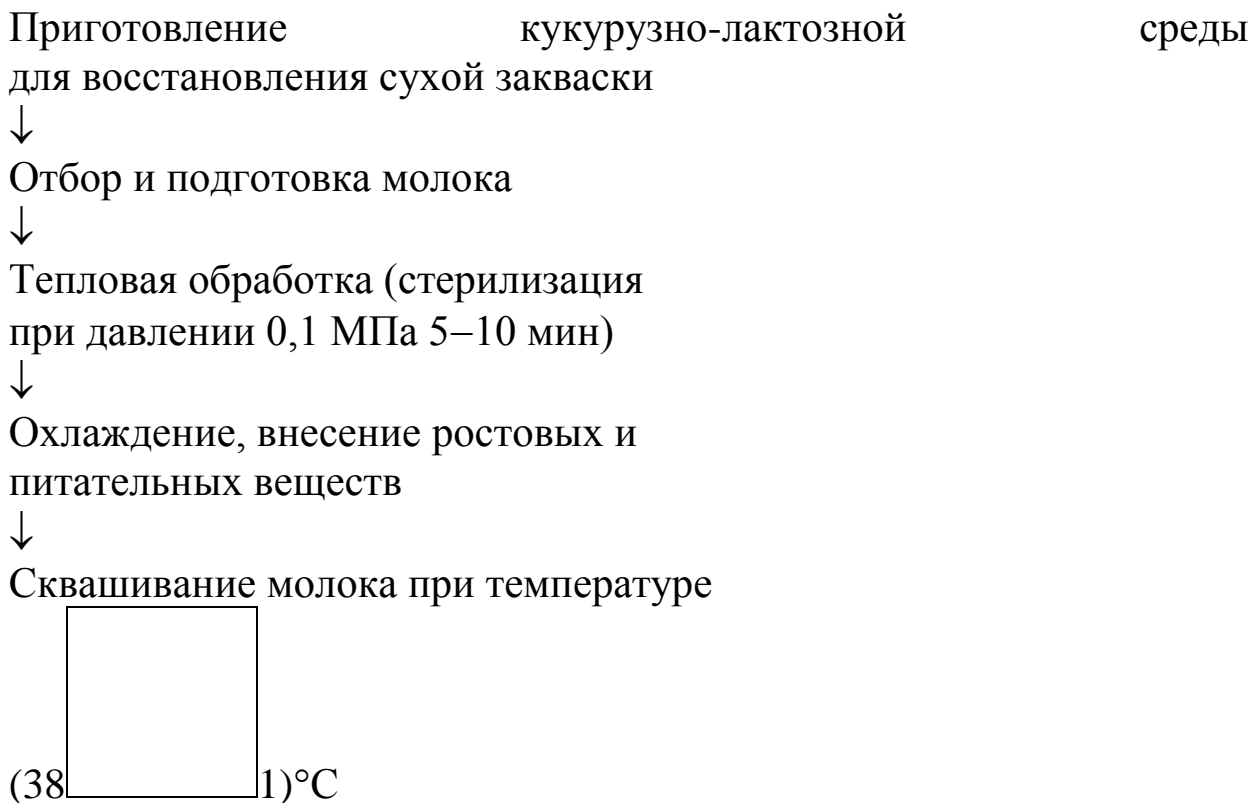 Приготовление кукурузно-лактозной среды
для восстановления сухой закваски
↓
Отбор и подготовка молока
↓
Тепловая обработка (стерилизация
при давлении 0,1 МПа 5–10 мин)
↓
Охлаждение, внесение ростовых и
питательных веществ
↓
Сквашивание молока при температуре
(38 1)°С